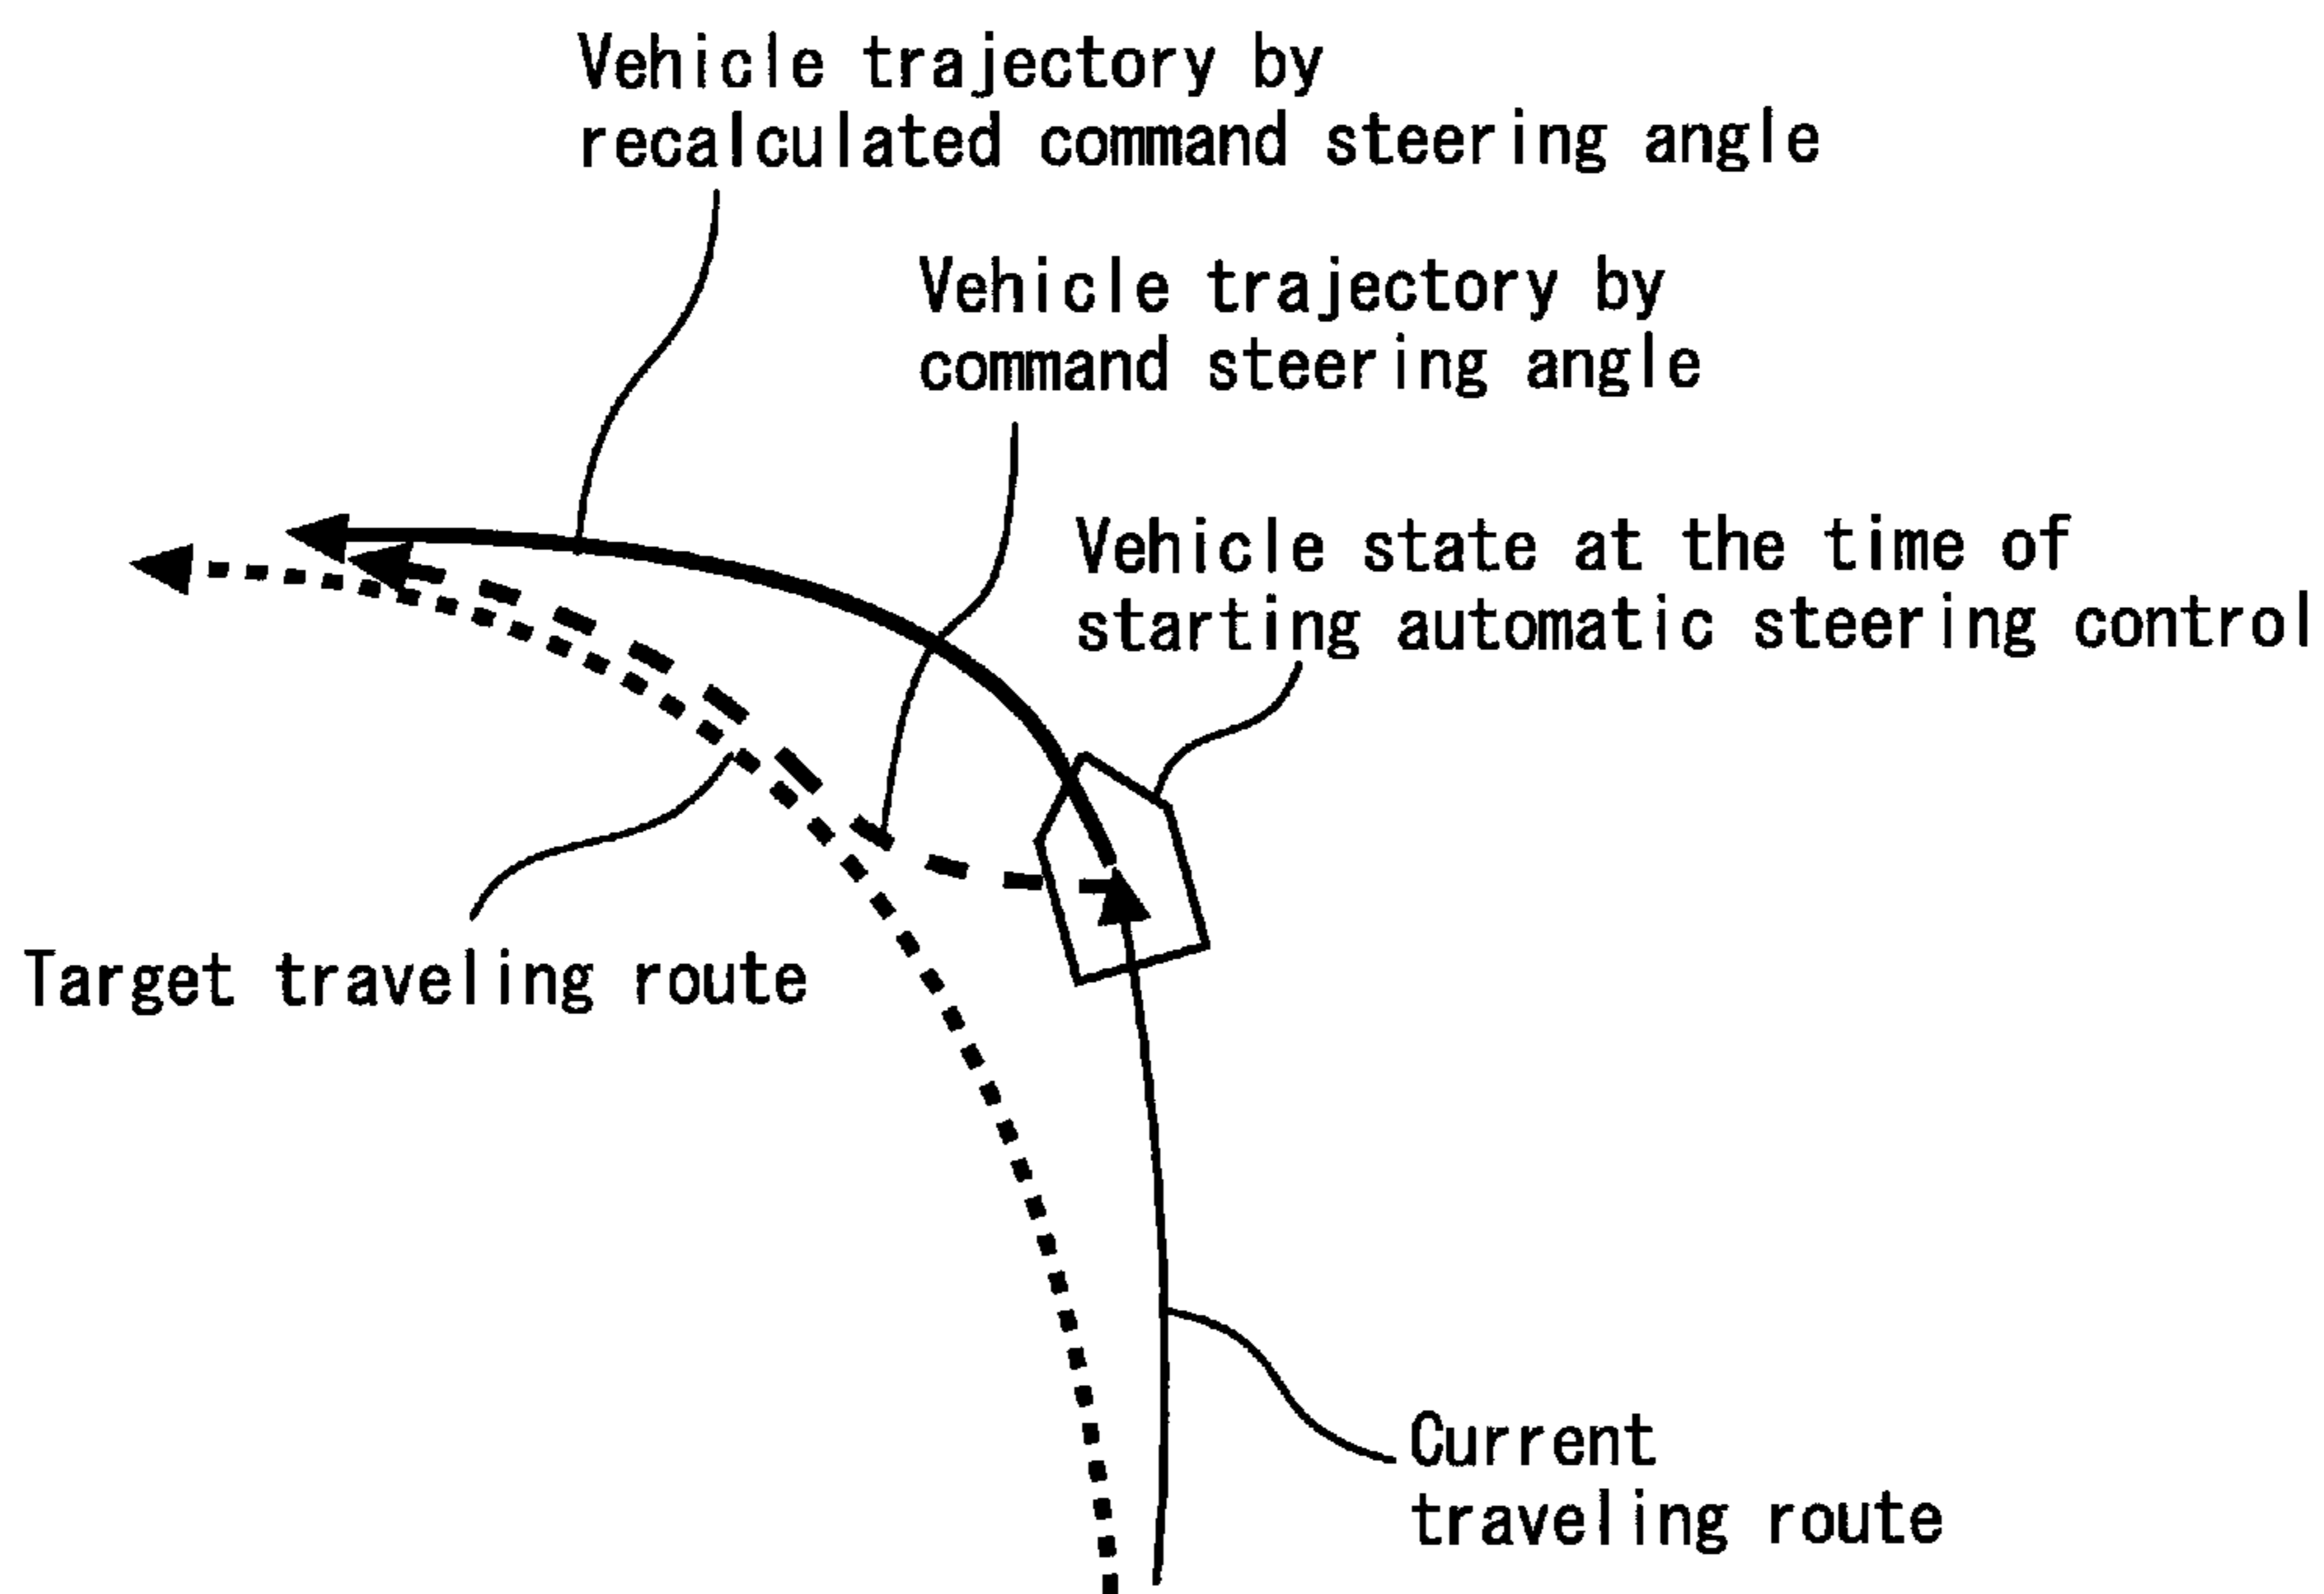 Vehicle trajectory by
recalculated command steering angle
Vehicle trajectory by
command steering angle
Vehicle state at the time of
starting automatic steering control
Target traveling route
Current
traveling route